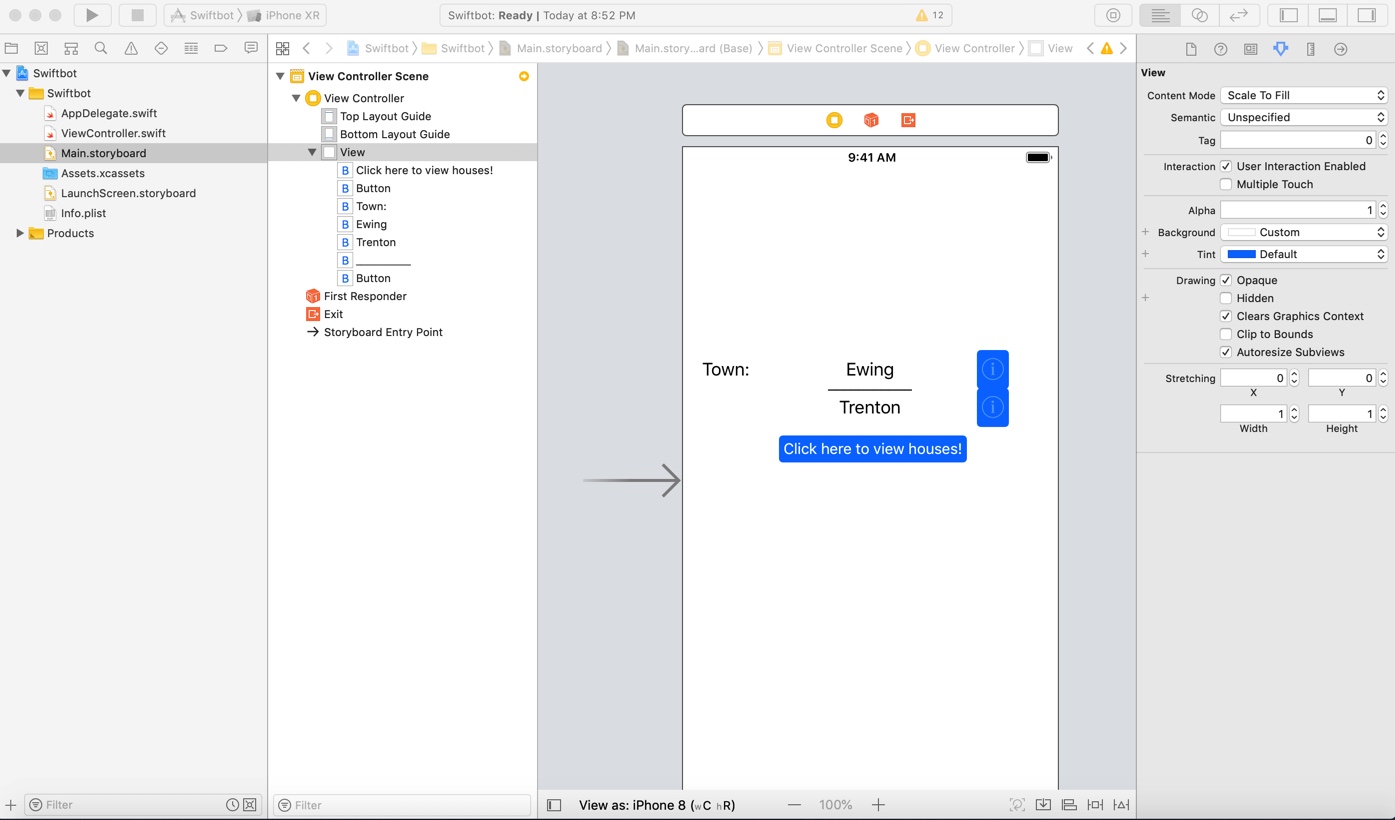 Swiftbot 〉 iPhone XR
Swiftbot: Ready | Today at 8:52 PM
12
Swiftbot 〉 Swiftbot 〉 Main.storyboard 〉 Main.story...ard (Base) 〉 View Controller Scene 〉 View Controller 〉 View
Swiftbot
Swiftbot
AppDelegate.swift
ViewController.swift
Main.storyboard
Assets.xcassets
LaunchScreen.storyboard
Info.plist
Products
Filter
View Controller Scene
View Controller
Top Layout Guide
Bottom Layout Guide
View
B Click here to view houses!
B Button
B Town:
B Ewing
B Trenton
B _________
B Button
First Responder
Exit
Storyboard Entry Point
Filter
9:41 AM
Town: Ewing
Trenton
Click here to view houses!
View as: iPhone 8 (wC hR)
100%
View
Content Mode Scale To Fill
Semantic Unspecified
Tag 0
Interaction User Interaction Enabled
Multiple Touch
Alpha 1
+ Background Custom
+ Tint Default
Drawing Opaque
+ Hidden
Clears Graphics Context
Clip to Bounds
Autoresize Subviews
Stretching 0 0
X Y
1 1
Width Height